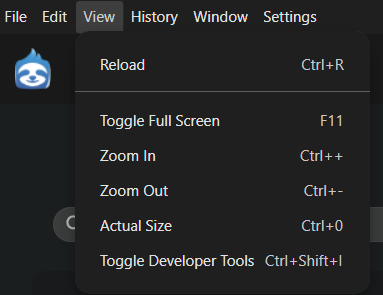 File Edit View History Window Settings
Reload Ctrl+R
Toggle Full Screen F11
Zoom In Ctrl++
Zoom Out Ctrl+-
Actual Size Ctrl+0
Toggle Developer Tools Ctrl+Shift+I